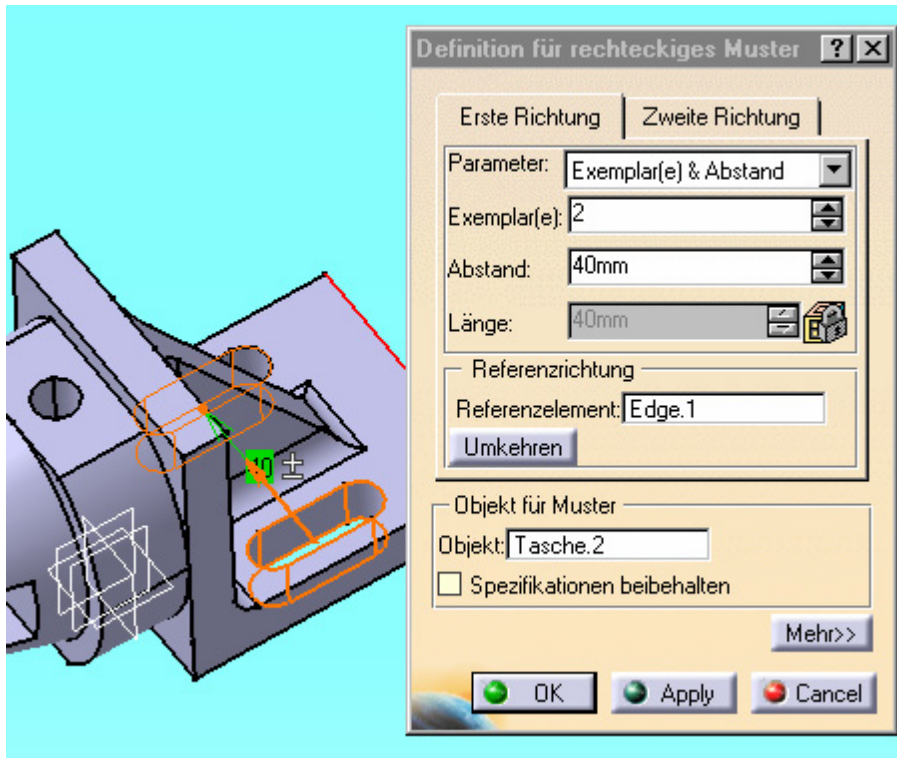 Definition für rechteckiges Muster ? X
Erste Richtung Zweite Richtung
Parameter: Exemplar(e) & Abstand
Exemplar(e): 2
Abstand: 40mm
Länge: 40mm
Referenzrichtung
Referenzelement: Edge.1
Umkehren
Objekt für Muster
Objekt: Tasche.2
Spezifikationen beibehalten
Mehr>>
OK Apply Cancel